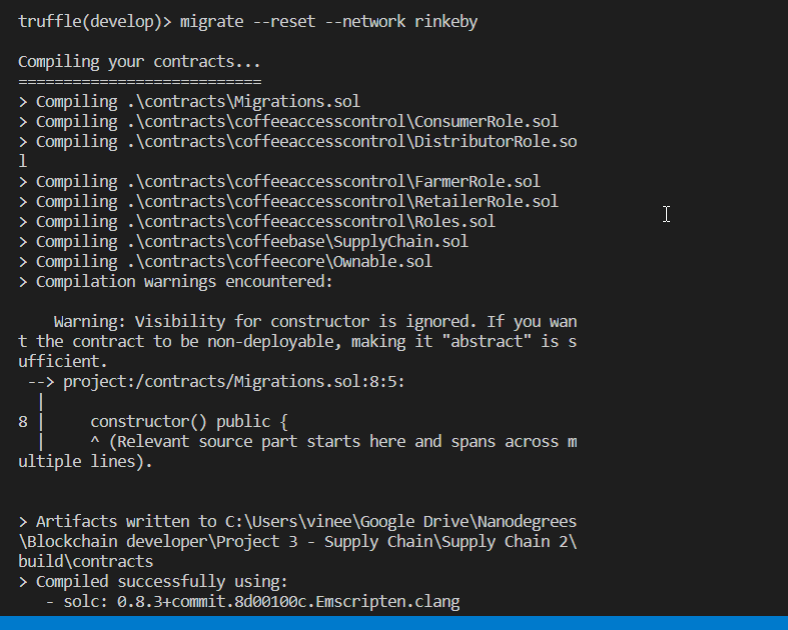 truffle(develop)> migrate --reset --network rinkeby
Compiling your contracts...
===========================
> Compiling .\contracts\Migrations.sol
> Compiling .\contracts\coffeeaccesscontrol\ConsumerRole.sol
> Compiling .\contracts\coffeeaccesscontrol\DistributorRole.so
l
> Compiling .\contracts\coffeeaccesscontrol\FarmerRole.sol
> Compiling .\contracts\coffeeaccesscontrol\RetailerRole.sol
> Compiling .\contracts\coffeeaccesscontrol\Roles.sol
> Compiling .\contracts\coffeebase\SupplyChain.sol
> Compiling .\contracts\coffeecore\Ownable.sol
> Compilation warnings encountered:
    Warning: Visibility for constructor is ignored. If you wan
t the contract to be non-deployable, making it "abstract" is s
ufficient.
 --> project:/contracts/Migrations.sol:8:5:
  |
8 |     constructor() public {
  |     ^ (Relevant source part starts here and spans across m
ultiple lines).
> Artifacts written to C:\Users\vinee\Google Drive\Nanodegrees
\Blockchain developer\Project 3 - Supply Chain\Supply Chain 2\
build\contracts
> Compiled successfully using:
   - solc: 0.8.3+commit.8d00100c.Emscripten.clang